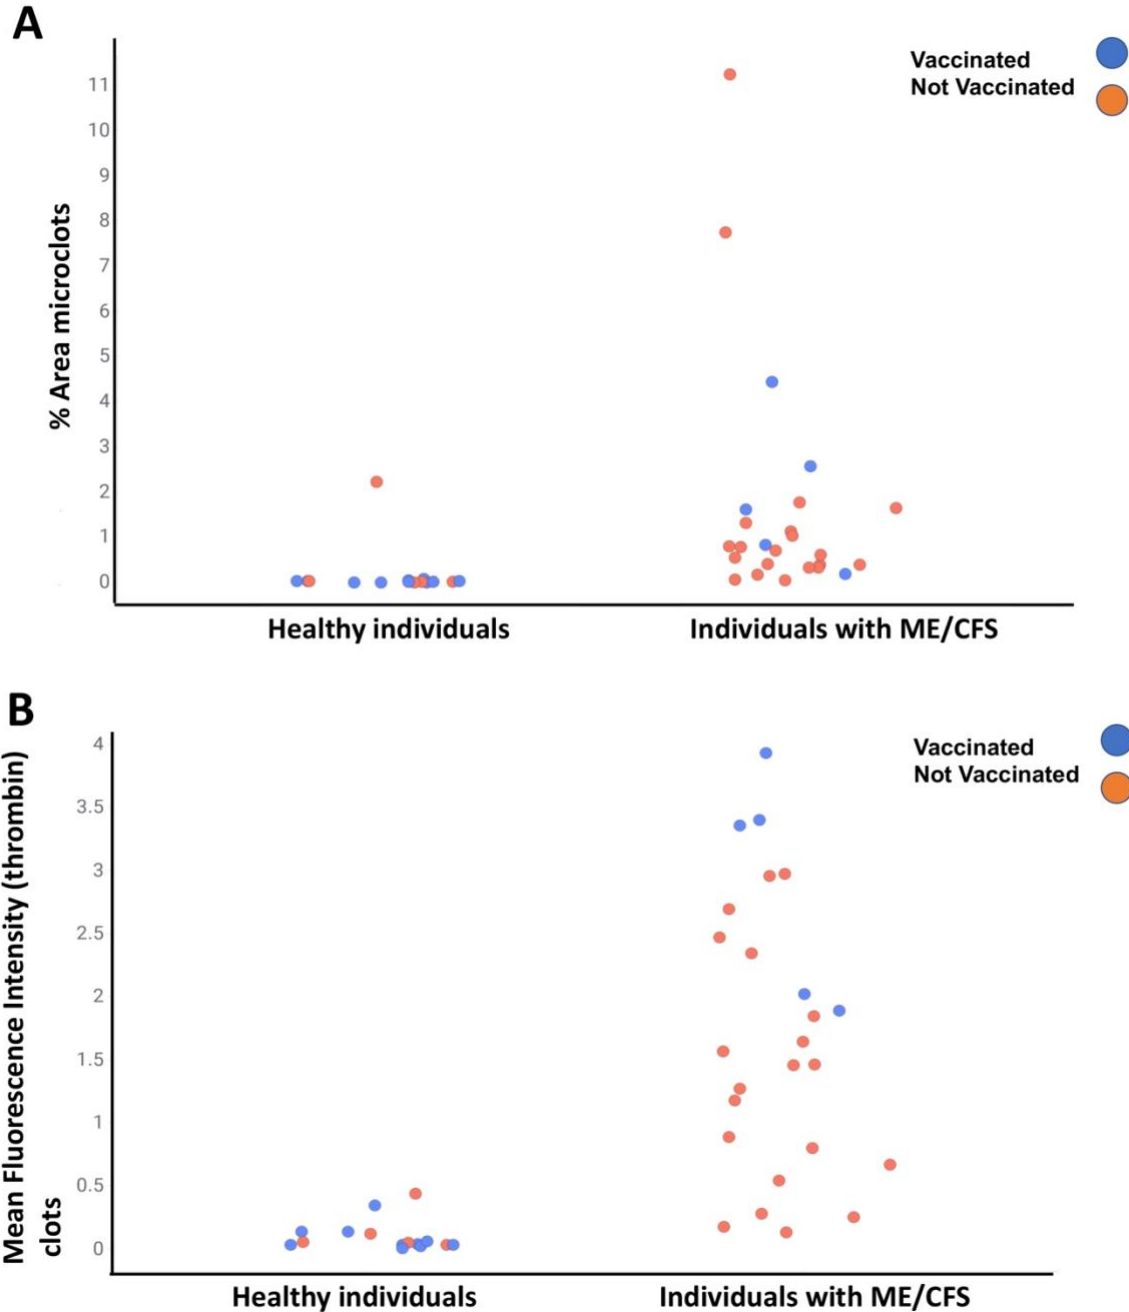 A
Vaccinated
Not Vaccinated
11
10
9
8
7
6
5
4
3
2
1
0
% Area microclots
Healthy individuals
Individuals with ME/CFS
B
Vaccinated
Not Vaccinated
4
3.5
3
2.5
2
1.5
1
0.5
0
Mean Fluorescence Intensity (thrombin)
clots
Healthy individuals
Individuals with ME/CFS